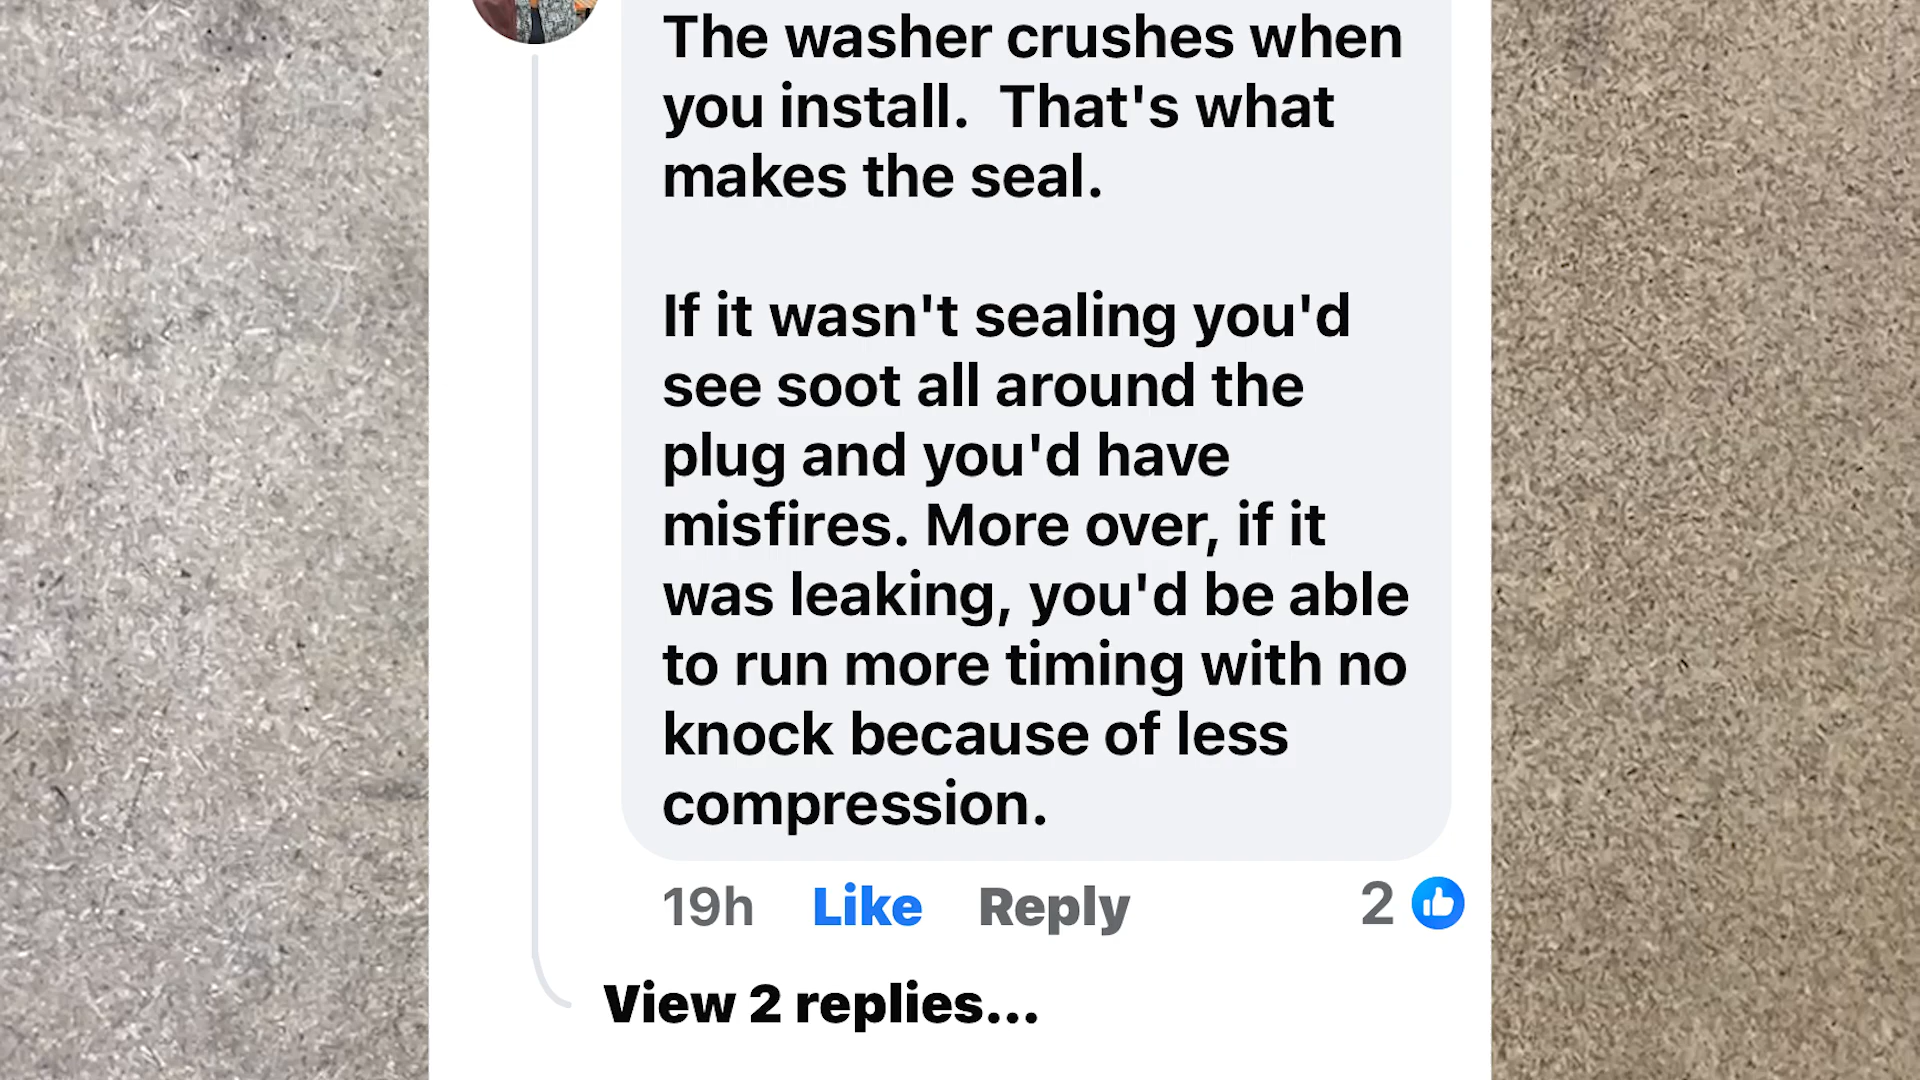 The washer crushes when
you install.  That's what
makes the seal.
If it wasn't sealing you'd
see soot all around the
plug and you'd have
misfires. More over, if it
was leaking, you'd be able
to run more timing with no
knock because of less
compression.
19h Like Reply 2
View 2 replies...